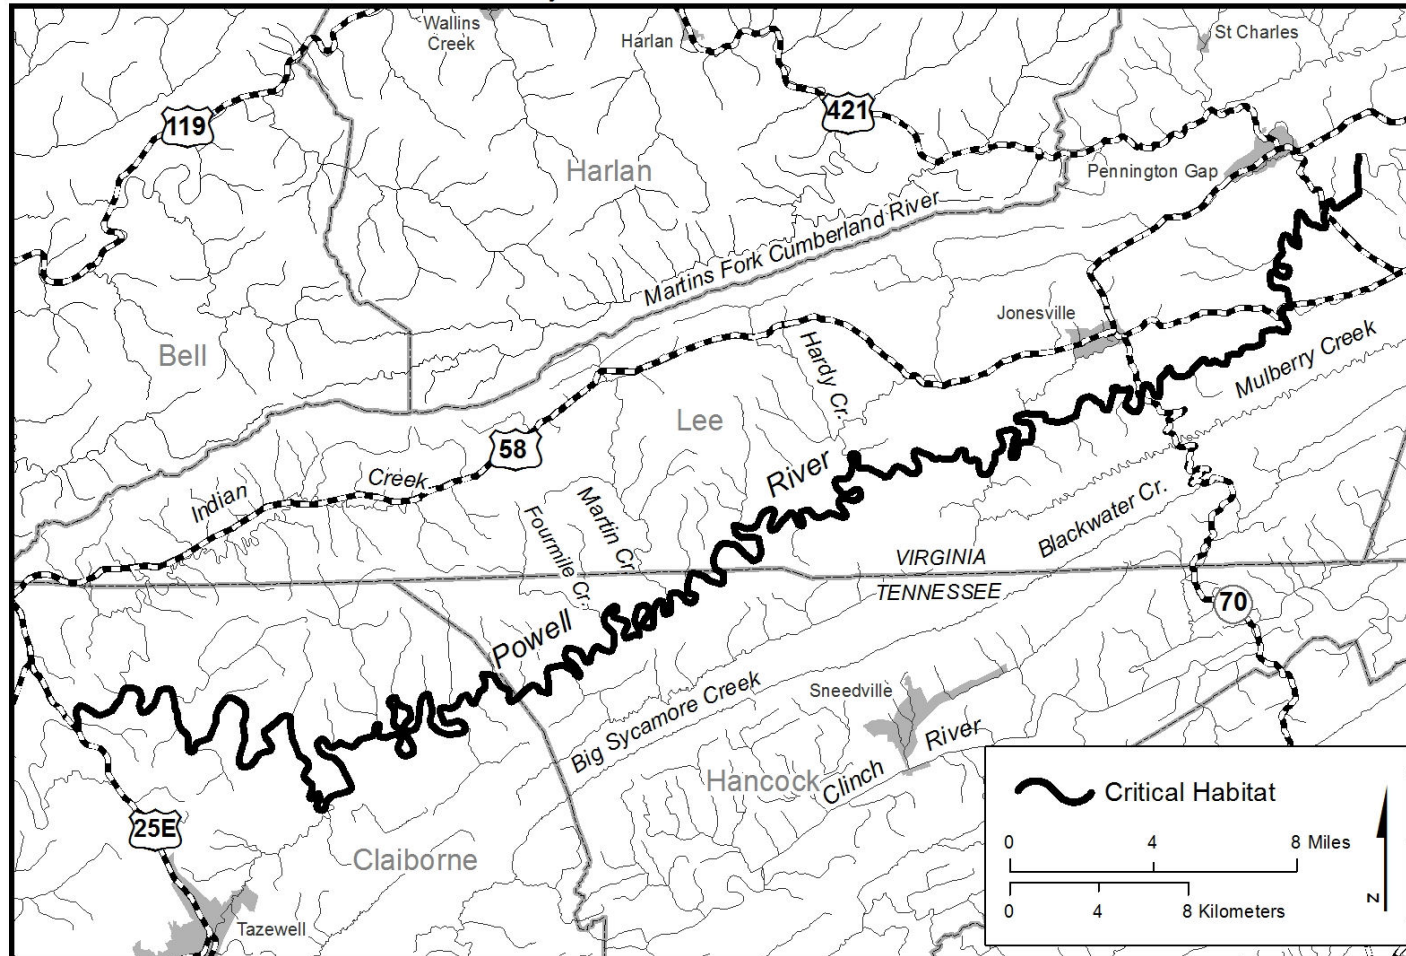 Wallins
Creek
Harlan
St Charles
119
421
Harlan
Pennington Gap
Martins Fork Cumberland River
Jonesville
Bell
Hardy Cr.
Mulberry Creek
Lee
58
River
Indian
Creek
Martin Cr.
Fourmile Cr.
Blackwater Cr.
VIRGINIA
TENNESSEE
70
Powell
Big Sycamore Creek
Sneedville
River
Hancock
Clinch
25E
Claiborne
Tazewell
Critical Habitat
0 4 8 Miles
0 4 8 Kilometers
N